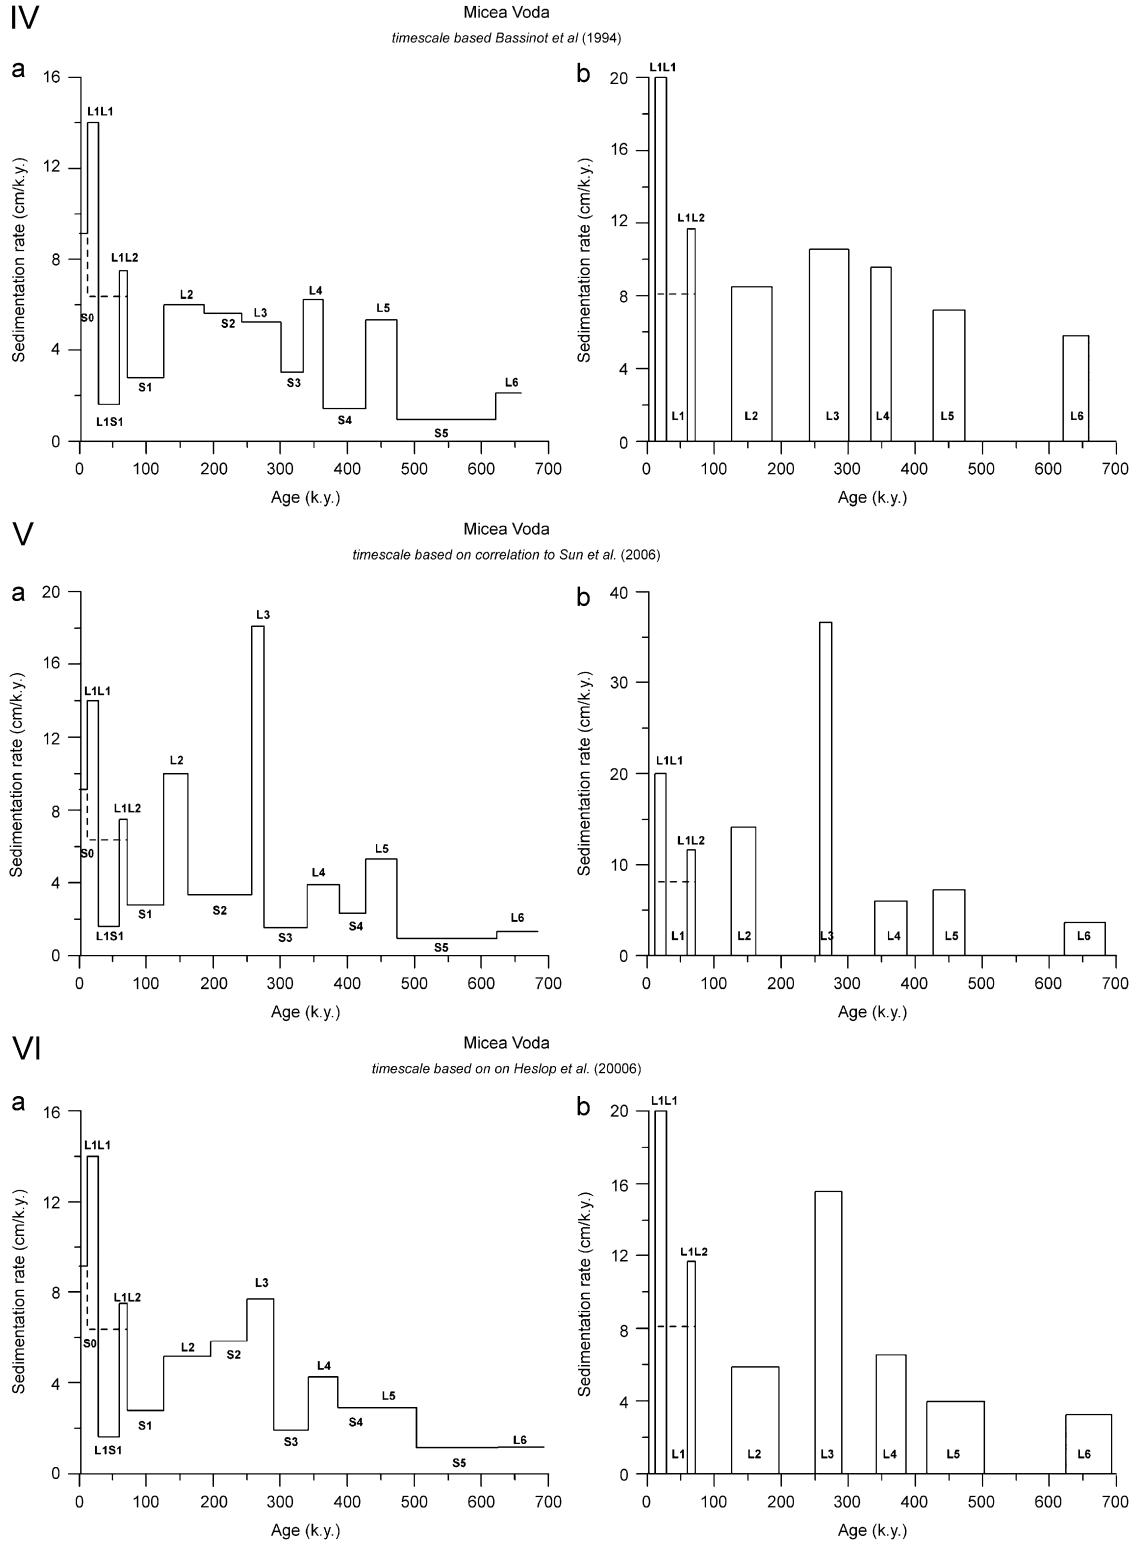 IV
Micea Voda
timescale based Bassinot et al (1994)
a
16
12
8
4
0
Sedimentation rate (cm/k.y.)
L1L1
L1L2
S0
L1S1
S1
L2
S2
L3
S3
L4
S4
L5
S5
L6
0 100 200 300 400 500 600 700
Age (k.y.)
b
20
16
12
8
4
0
Sedimentation rate (cm/k.y.)
L1L1
L1L2
L1
L2
L3
L4
L5
L6
0 100 200 300 400 500 600 700
Age (k.y.)
V
Micea Voda
timescale based on correlation to Sun et al. (2006)
a
20
16
12
8
4
0
Sedimentation rate (cm/k.y.)
L1L1
L1L2
S0
L1S1
S1
L2
S2
L3
S3
L4
S4
L5
S5
L6
0 100 200 300 400 500 600 700
Age (k.y.)
b
40
30
20
10
0
Sedimentation rate (cm/k.y.)
L1L1
L1L2
L1
L2
L3
L4
L5
L6
0 100 200 300 400 500 600 700
Age (k.y.)
VI
Micea Voda
timescale based on on Heslop et al. (20006)
a
16
12
8
4
0
Sedimentation rate (cm/k.y.)
L1L1
L1L2
S0
L1S1
S1
L2
S2
L3
S3
L4
S4
L5
S5
L6
0 100 200 300 400 500 600 700
Age (k.y.)
b
20
16
12
8
4
0
Sedimentation rate (cm/k.y.)
L1L1
L1L2
L1
L2
L3
L4
L5
L6
0 100 200 300 400 500 600 700
Age (k.y.)